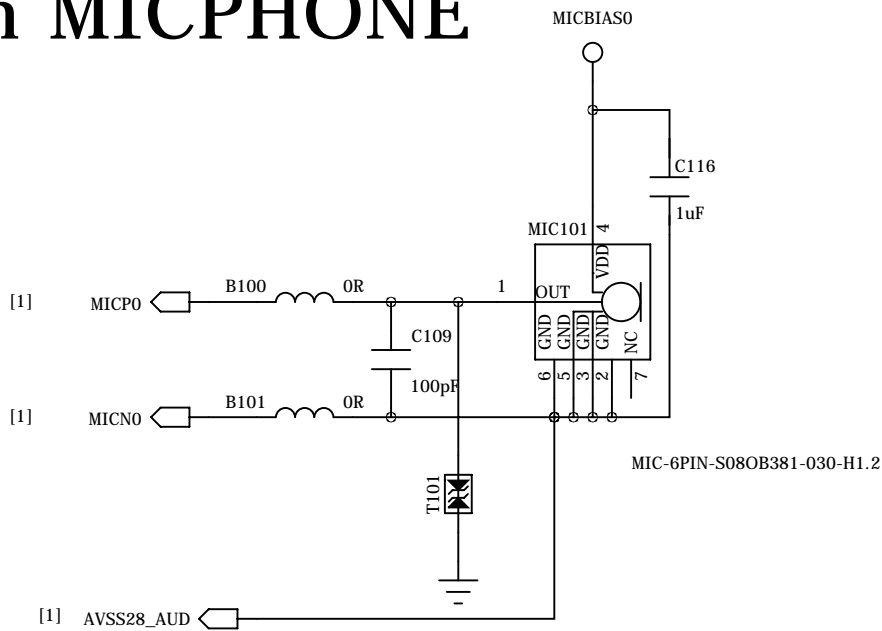 n MICPHONE
MICBIAS0
C116
1uF
MIC101
4
VDD
[1]
MICP0
B100
0R
1
OUT
GND
GND
GND
GND
NC
C109
100pF
6
5
3
2
7
[1]
MICN0
B101
0R
MIC-6PIN-S08OB381-030-H1.2
T101
[1]
AVSS28_AUD